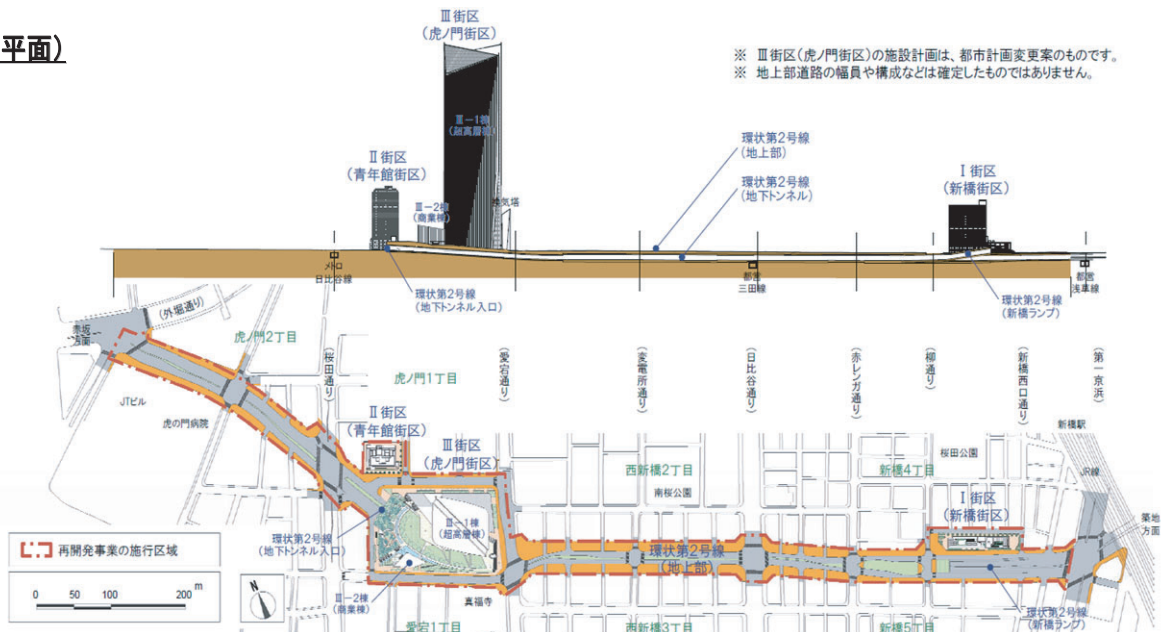 平面)
Ⅲ街区
(虎ノ門街区)
※ Ⅲ街区(虎ノ門街区)の施設計画は、都市計画変更案のものです。
※ 地上部道路の幅員や構成などは確定したものではありません。
Ⅲ－1棟
(超高層棟)
環状第2号線
(地上部)
Ⅱ街区
(青年館街区)
環状第2号線
(地下トンネル)
Ⅰ街区
(新橋街区)
Ⅲ－2棟
(商業棟)
換気塔
メトロ
日比谷線
環状第2号線
(地下トンネル入口)
都営
三田線
都営
浅草線
環状第2号線
(新橋ランプ)
(外堀通り)
赤坂
方面
虎ノ門2丁目
(桜田通り)
虎ノ門1丁目
(愛宕通り)
(変電所通り)
(日比谷通り)
(赤レンガ通り)
(柳通り)
(新橋西口通り)
(第一京浜)
JTビル
虎の門病院
Ⅱ街区
(青年館街区)
Ⅲ街区
(虎ノ門街区)
新橋駅
桜田公園
西新橋2丁目
新橋4丁目
JR線
南桜公園
Ⅰ街区
(新橋街区)
Ⅲ－1棟
(超高層棟)
築地
方面
環状第2号線
(地下トンネル入口)
環状第2号線
(地上部)
再開発事業の施行区域
0 50 100 200 m
N
Ⅲ－2棟
(商業棟)
真福寺
環状第2号線
(新橋ランプ)
愛宕1丁目
西新橋3丁目
新橋5丁目